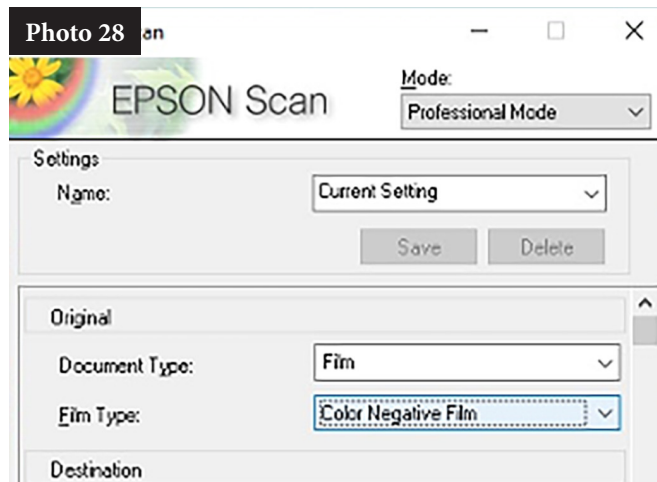 Photo 28 an
EPSON Scan
Mode:
Professional Mode
Settings
Name:
Current Setting
Save Delete
Original
Document Type:
Film
Film Type:
Color Negative Film
Destination